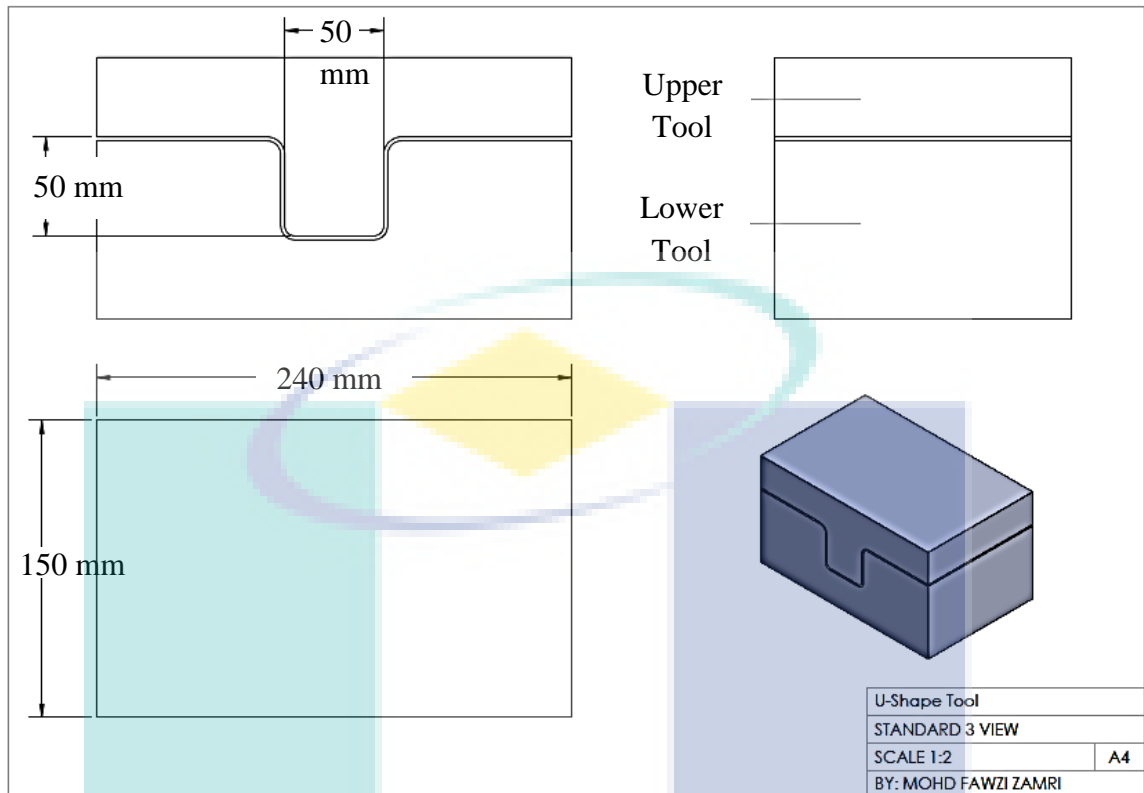 50
mm
Upper
Tool
50 mm
Lower
Tool
240 mm
150 mm
U-Shape Tool
STANDARD 3 VIEW
SCALE 1:2
A4
BY: MOHD FAWZI ZAMRI